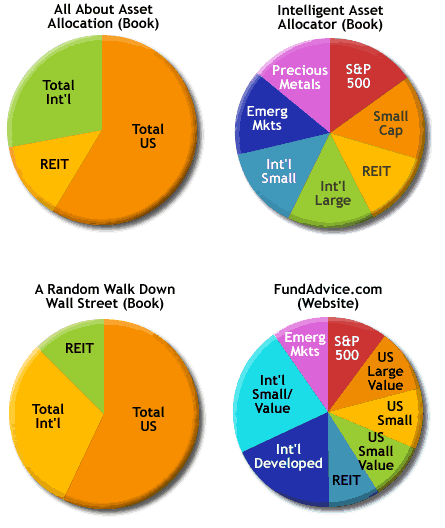 All About Asset
Allocation (Book)
Total
Int'l
Total
US
REIT
Intelligent Asset
Allocator (Book)
Precious
Metals
S&P
500
Emerg
Mkts
Small
Cap
Int'l
Small
REIT
Int'l
Large
A Random Walk Down
Wall Street (Book)
REIT
Total
Int'l
Total
US
FundAdvice.com
(Website)
Emerg
Mkts
S&P
500
US
Large
Value
Int'l
Small/
Value
US
Small
US
Small
Value
Int'l
Developed
REIT